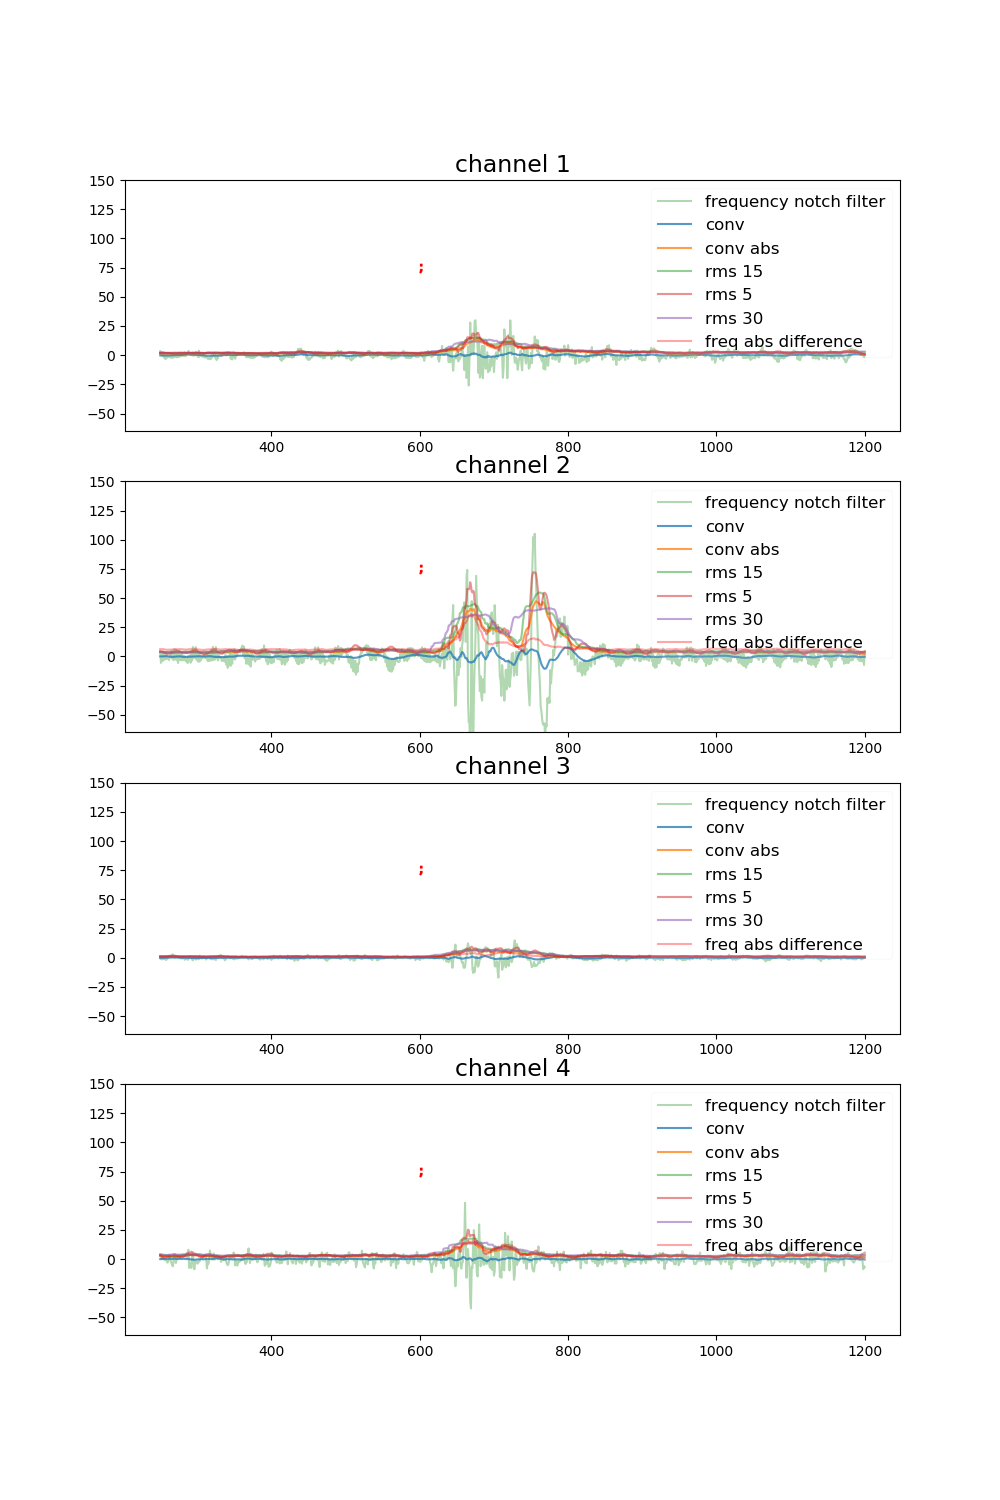 channel 1
150
125
100
75
50
25
0
−25
−50
;
frequency notch filter
conv
conv abs
rms 15
rms 5
rms 30
freq abs difference
400 600 800 1000 1200
channel 2
150
125
100
75
50
25
0
−25
−50
;
frequency notch filter
conv
conv abs
rms 15
rms 5
rms 30
freq abs difference
400 600 800 1000 1200
channel 3
150
125
100
75
50
25
0
−25
−50
;
frequency notch filter
conv
conv abs
rms 15
rms 5
rms 30
freq abs difference
400 600 800 1000 1200
channel 4
150
125
100
75
50
25
0
−25
−50
;
frequency notch filter
conv
conv abs
rms 15
rms 5
rms 30
freq abs difference
400 600 800 1000 1200